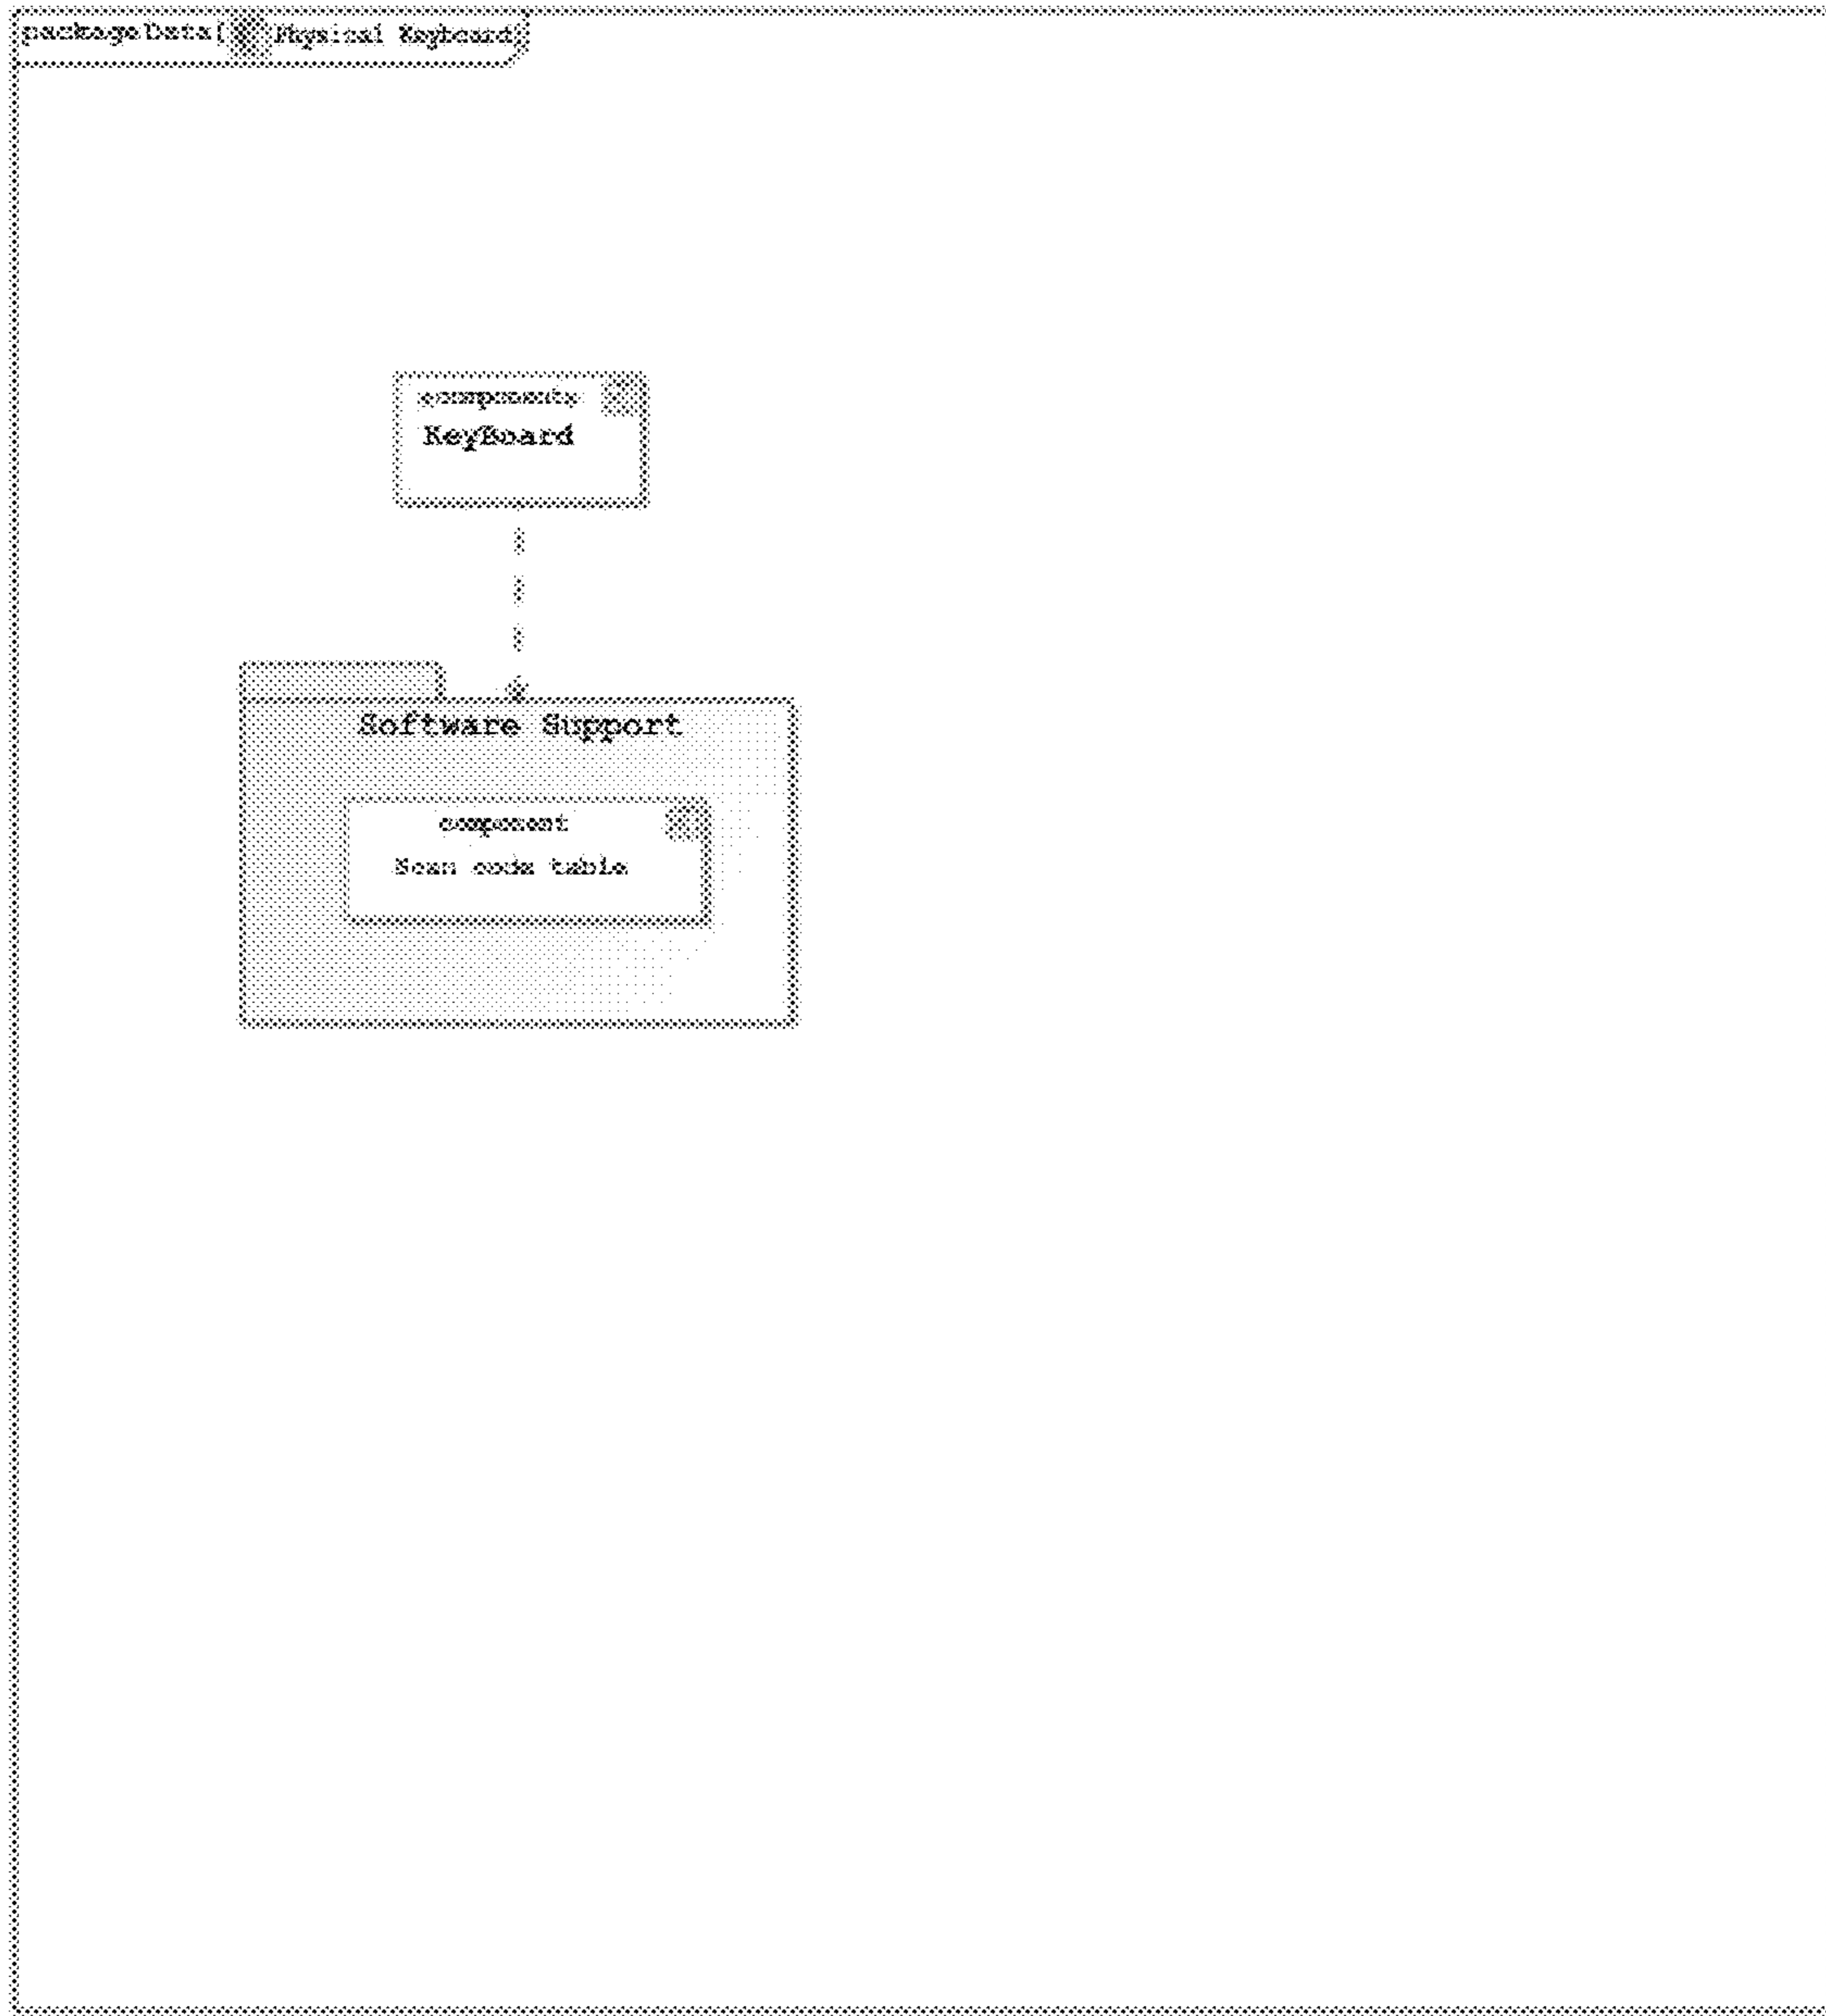 package Data[ Physical Keyboard]
«component»
KeyBoard
Software Support
component
Scan code table